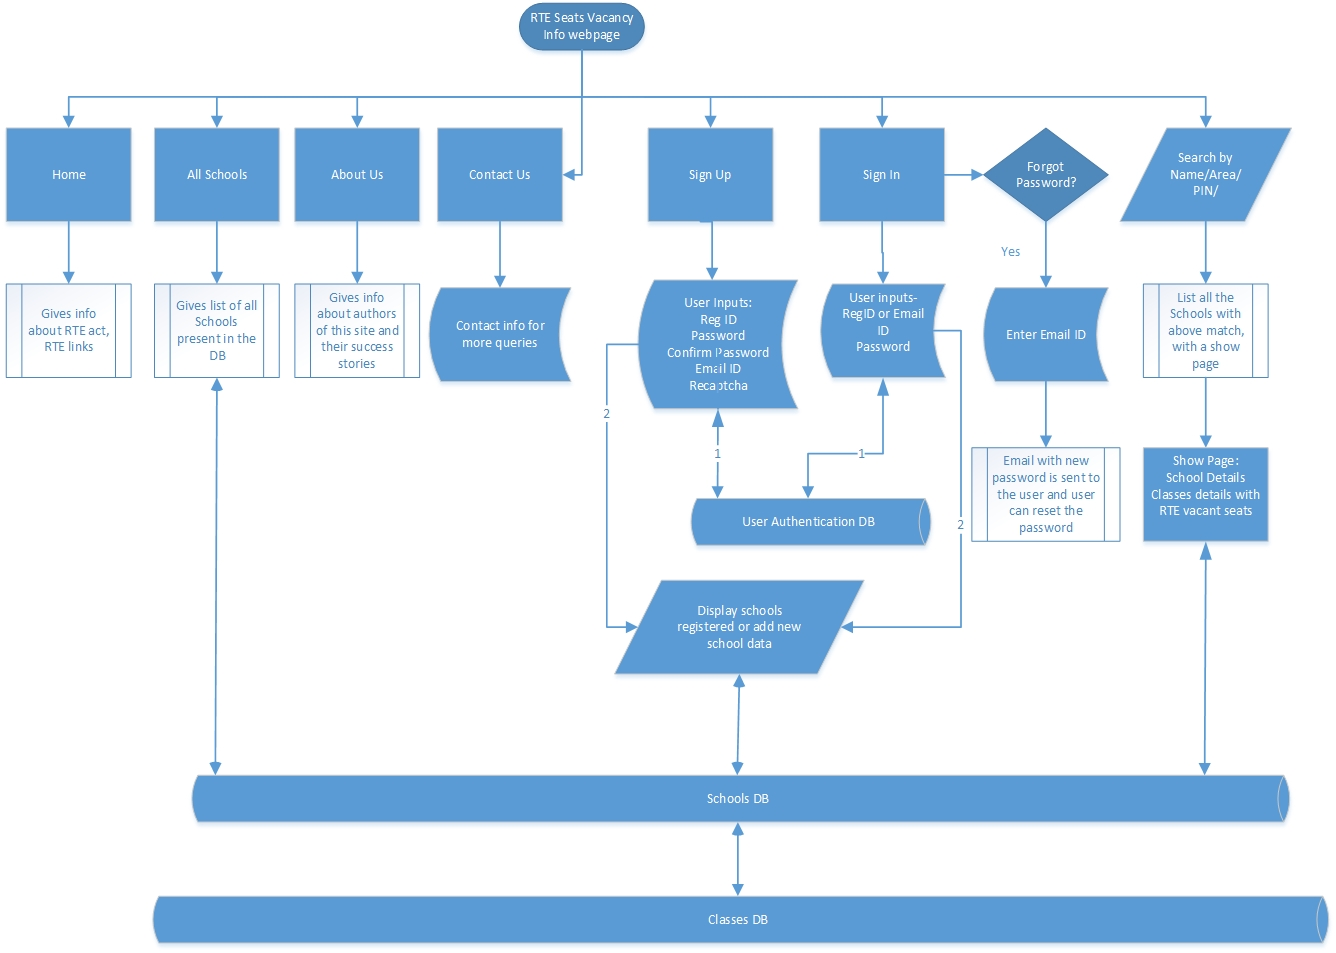 RTE Seats Vacancy
Info webpage
Home
All Schools
About Us
Contact Us
Sign Up
Sign In
Forgot
Password?
Search by
Name/Area/
PIN/
Yes
Gives info
about RTE act,
RTE links
Gives list of all
Schools
present in the
DB
Gives info
about authors
of this site and
their success
stories
Contact info for
more queries
User Inputs:
Reg ID
Password
Confirm Password
Email ID
Recaptcha
User inputs-
RegID or Email
ID
Password
Enter Email ID
List all the
Schools with
above match,
with a show
page
2
1
1
2
Email with new
password is sent to
the user and user
can reset the
password
Show Page:
School Details
Classes details with
RTE vacant seats
User Authentication DB
Display schools
registered or add new
school data
Schools DB
Classes DB